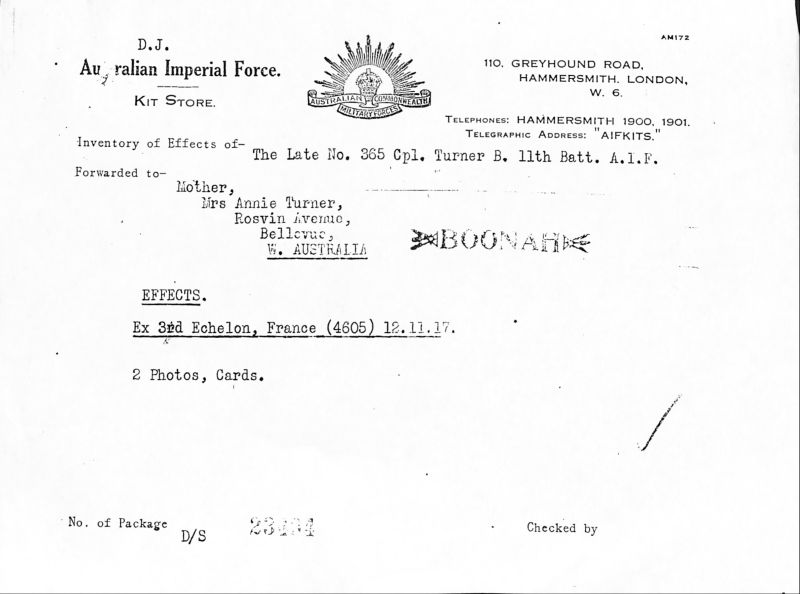 D.J.
AM172
Au ralian Imperial Force.
KIT STORE.
AUSTRALIAN COMMONWEALTH
MILITARY FORCES
110, GREYHOUND ROAD,
HAMMERSMITH. LONDON,
W. 6.
TELEPHONES: HAMMERSMITH 1900, 1901.
TELEGRAPHIC ADDRESS: "AIFKITS."
Inventory of Effects of-
The Late No. 365 Cpl. Turner B. 11th Batt. A.I.F.
Forwarded to-
Mother,
Mrs Annie Turner,
Rosvin Avenue,
Bellevue,
W. AUSTRALIA
BOONAH
EFFECTS.
Ex 3rd Echelon, France (4605) 12.11.17.
2 Photos, Cards.
No. of Package
D/S
Checked by